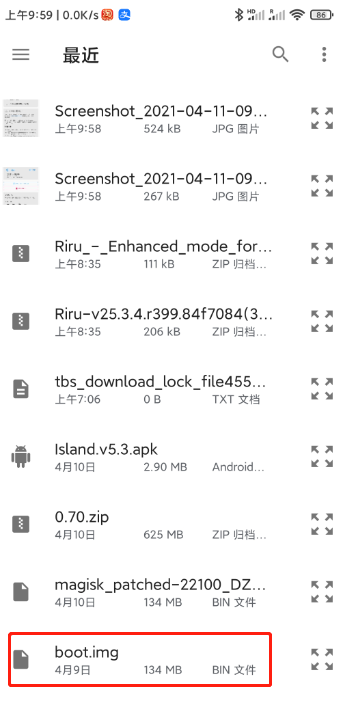 上午9:59 | 0.0K/s
HD
R
86
最近
Screenshot_2021-04-11-09...
上午9:58 524 kB JPG 图片
Screenshot_2021-04-11-09...
上午9:58 267 kB JPG 图片
Riru_-_Enhanced_mode_for...
上午8:35 111 kB ZIP 归档...
Riru-v25.3.4.r399.84f7084(3...
上午8:35 206 kB ZIP 归档...
tbs_download_lock_file455...
上午7:06 0 B TXT 文档
Island.v5.3.apk
4月10日 2.90 MB Android...
0.70.zip
4月10日 625 MB ZIP 归档...
magisk_patched-22100_DZ...
4月10日 134 MB BIN 文件
boot.img
4月9日 134 MB BIN 文件